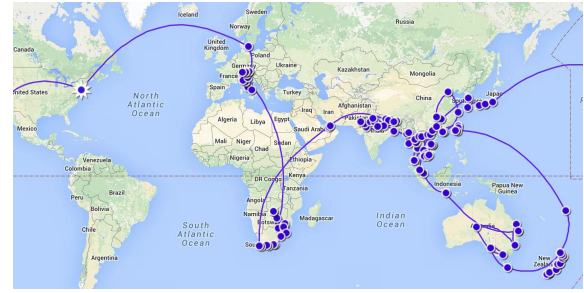 Iceland
Sweden
Norway
Russia
Canada
United
Kingdom
Poland
Germany
Ukraine
Kazakhstan
France
Mongolia
Spain
Turkey
United States
North
Atlantic
Ocean
Iraq
Iran
Afghanistan
China
Japan
Pakistan
Mexico
Algeria
Libya
Egypt
Saudi Arabia
Mali
Niger
Sudan
Chad
Nigeria
Ethiopia
Venezuela
Colombia
DR Congo
Kenya
Tanzania
Indonesia
Papua New
Guinea
Brazil
Peru
Bolivia
Angola
Namibia
Botswana
Madagascar
Indian
Ocean
Australia
Chile
South
Atlantic
Ocean
Argentina
New
Zealand